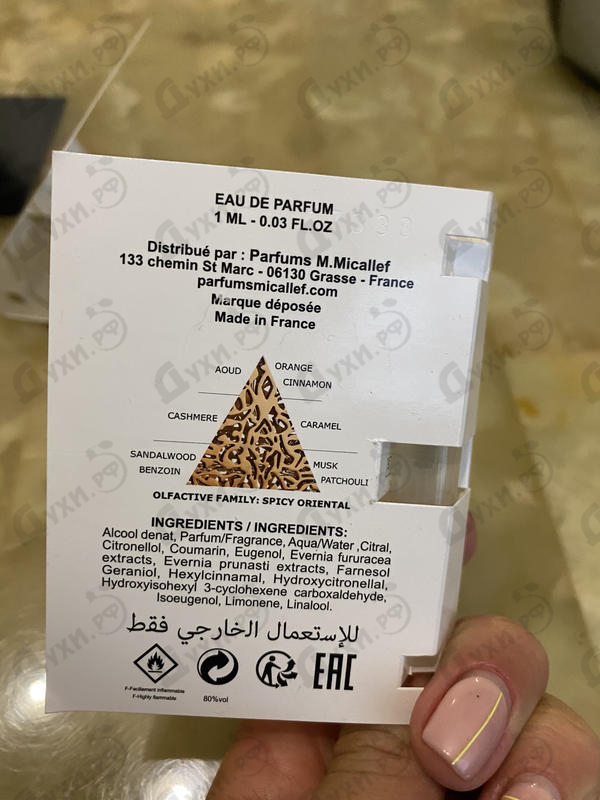 EAU DE PARFUM
1 ML - 0.03 FL.OZ
Distribué par : Parfums M.Micallef
133 chemin St Marc - 06130 Grasse - France
parfumsmicallef.com
Marque déposée
Made in France
AOUD ORANGE
CINNAMON
CASHMERE CARAMEL
SANDALWOOD MUSK
BENZOIN PATCHOULI
OLFACTIVE FAMILY: SPICY ORIENTAL
INGREDIENTS / INGREDIENTS:
Alcool denat, Parfum/Fragrance, Aqua/Water ,Citral,
Citronellol, Coumarin, Eugenol, Evernia fururacea
extracts, Evernia prunasti extracts, Farnesol
Geraniol, Hexylcinnamal, Hydroxycitronellal,
Hydroxyisohexyl 3-cyclohexene carboxaldehyde,
Isoeugenol, Limonene, Linalool.
للإستعمال الخارجي فقط
EAC
F-Facilement inflammable
F-Highly flammable
80%vol
Духи.РФ